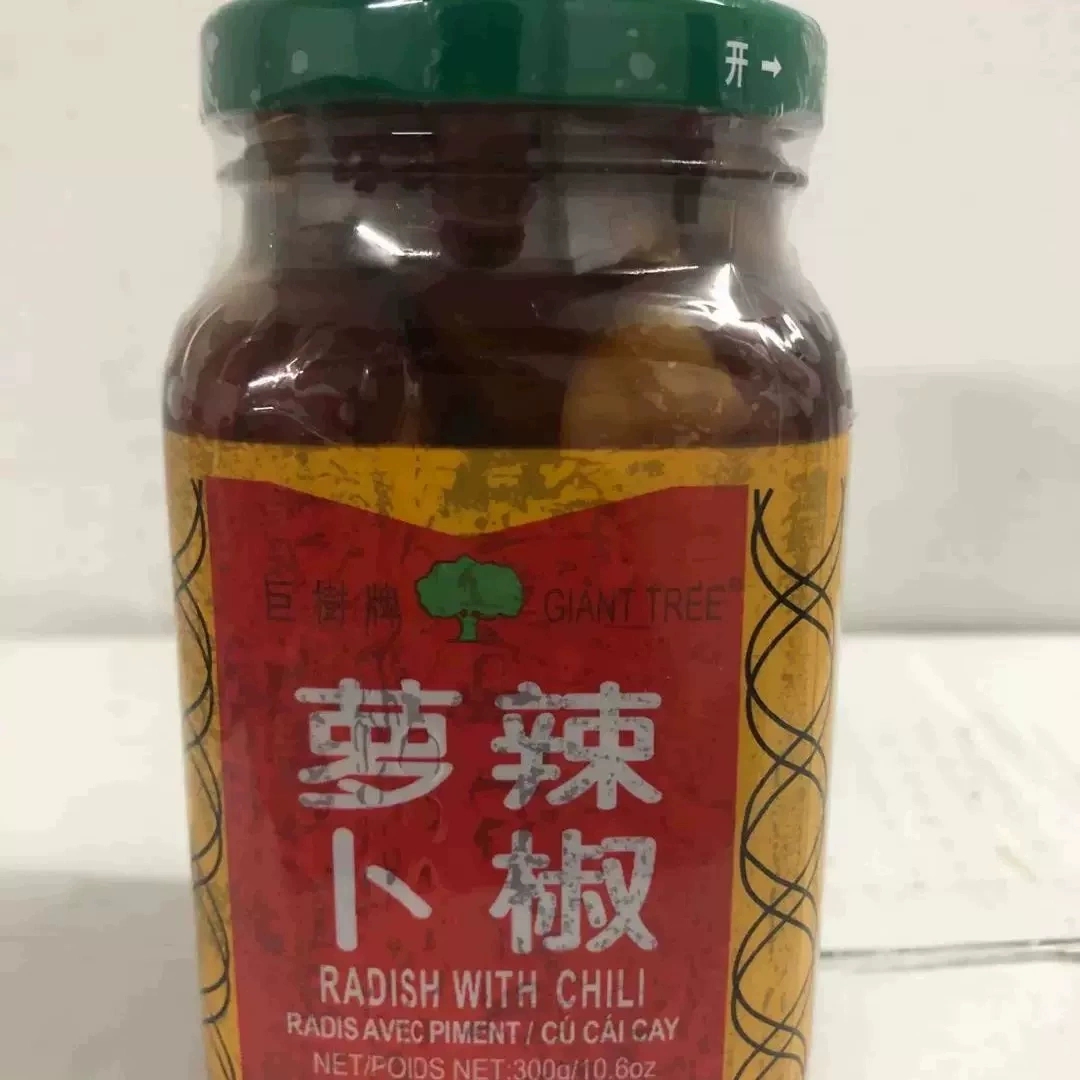 开→
巨樹牌 GIANT TREE®
辣椒
萝卜
RADISH WITH CHILI
RADIS AVEC PIMENT / CỦ CẢI CAY
NET/POIDS NET:300g/10.6oz